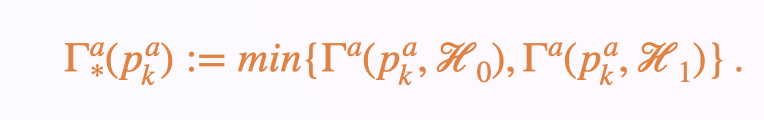 Γ^a_*(p^a_k) := min{Γ^a(p^a_k, ℋ_0), Γ^a(p^a_k, ℋ_1)} .